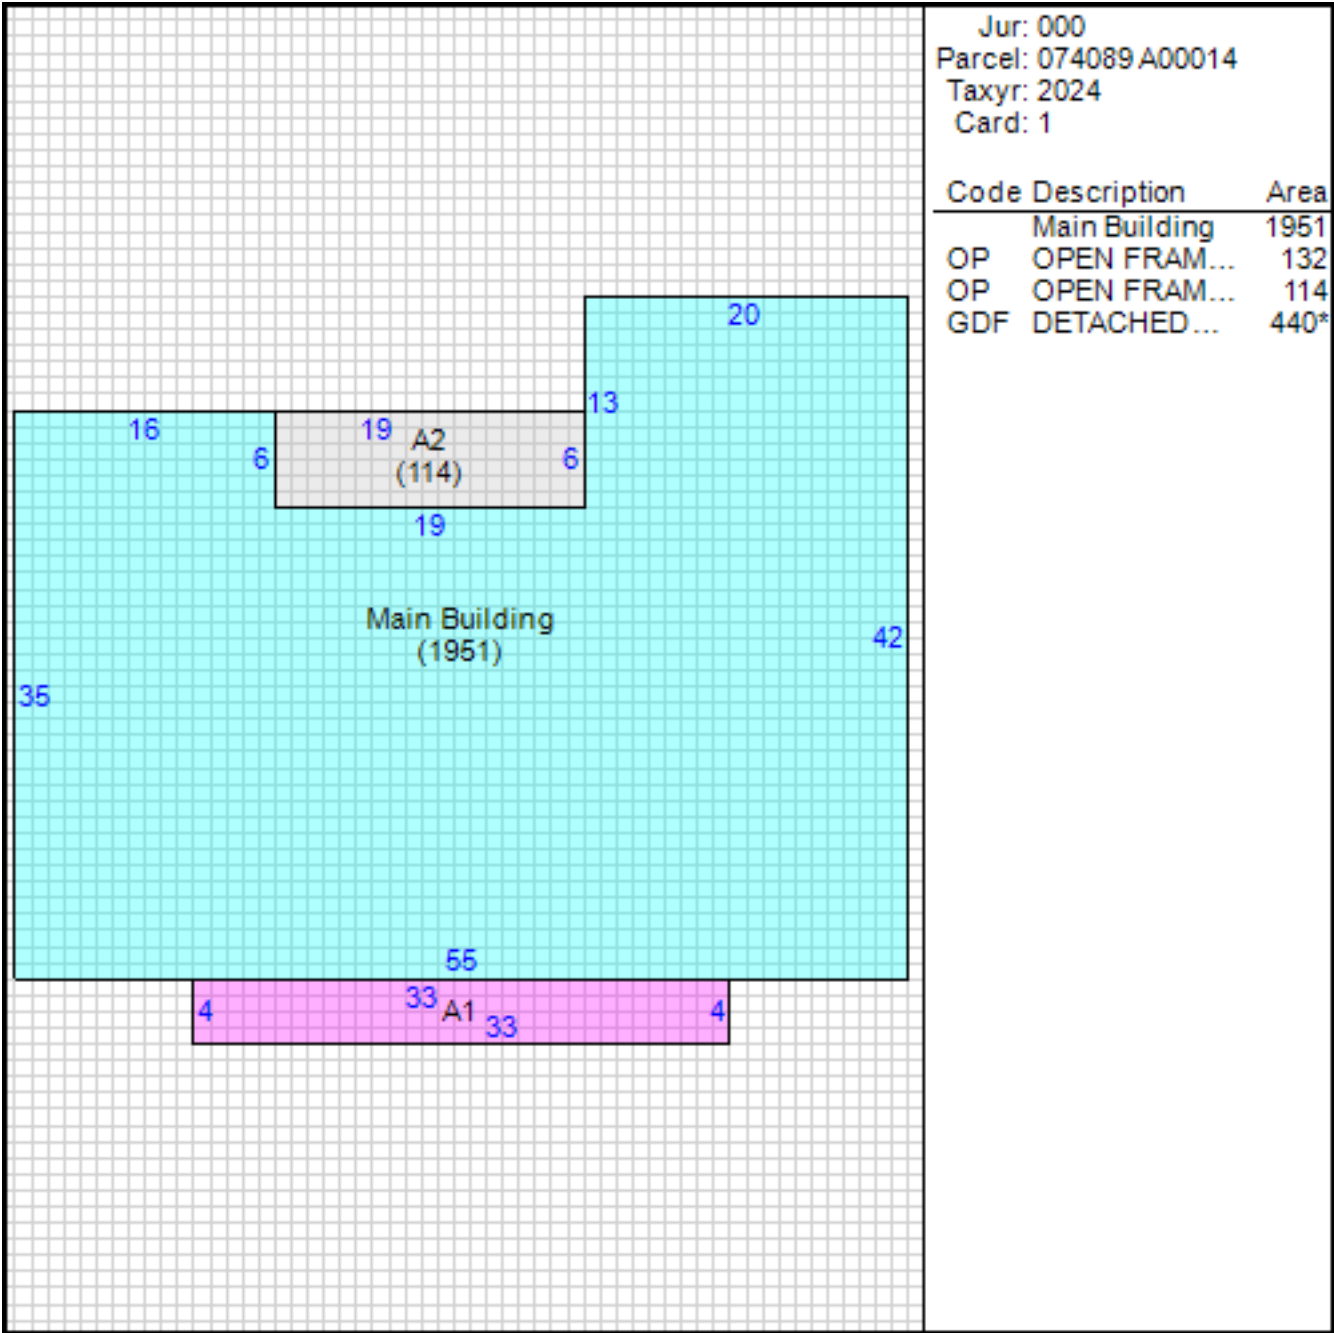 Jur: 000
Parcel: 074089 A00014
Taxyr: 2024
Card: 1
Code Description Area
Main Building 1951
OP OPEN FRAM... 132
OP OPEN FRAM... 114
GDF DETACHED... 440*
20
13
16
19
A2
6
6
(114)
19
Main Building
(1951)
42
35
55
33
4
A1
4
33